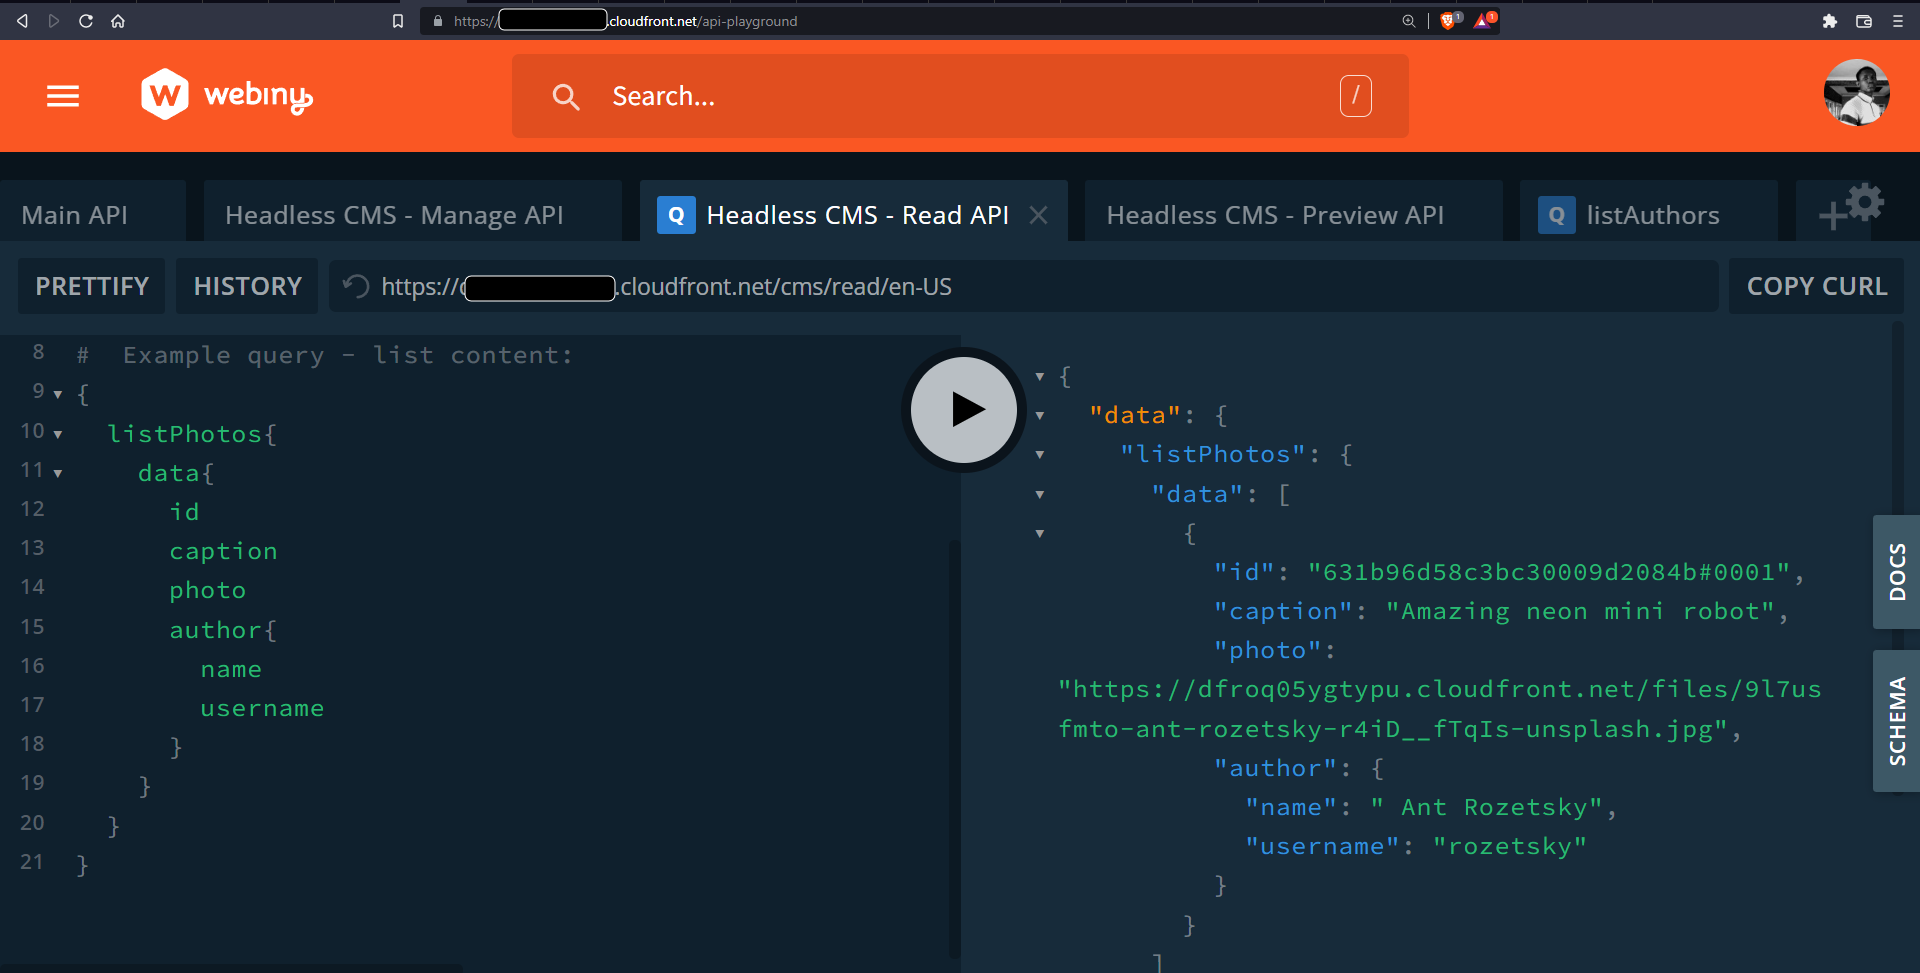 https:// .cloudfront.net/api-playground
1
1
W webiny
Search...
/
Main API
Headless CMS - Manage API
Q Headless CMS - Read API
Headless CMS - Preview API
Q listAuthors
PRETTIFY
HISTORY
https:// .cloudfront.net/cms/read/en-US
COPY CURL
8 #  Example query - list content:
9 {
10 listPhotos{
11 data{
12 id
13 caption
14 photo
15 author{
16 name
17 username
18 }
19 }
20 }
21 }
{
"data": {
"listPhotos": {
"data": [
{
"id": "631b96d58c3bc30009d2084b#0001",
"caption": "Amazing neon mini robot",
"photo":
"https://dfroq05ygtypu.cloudfront.net/files/9l7us
fmto-ant-rozetsky-r4iD__fTqIs-unsplash.jpg",
"author": {
"name": " Ant Rozetsky",
"username": "rozetsky"
}
}
]
DOCS
SCHEMA